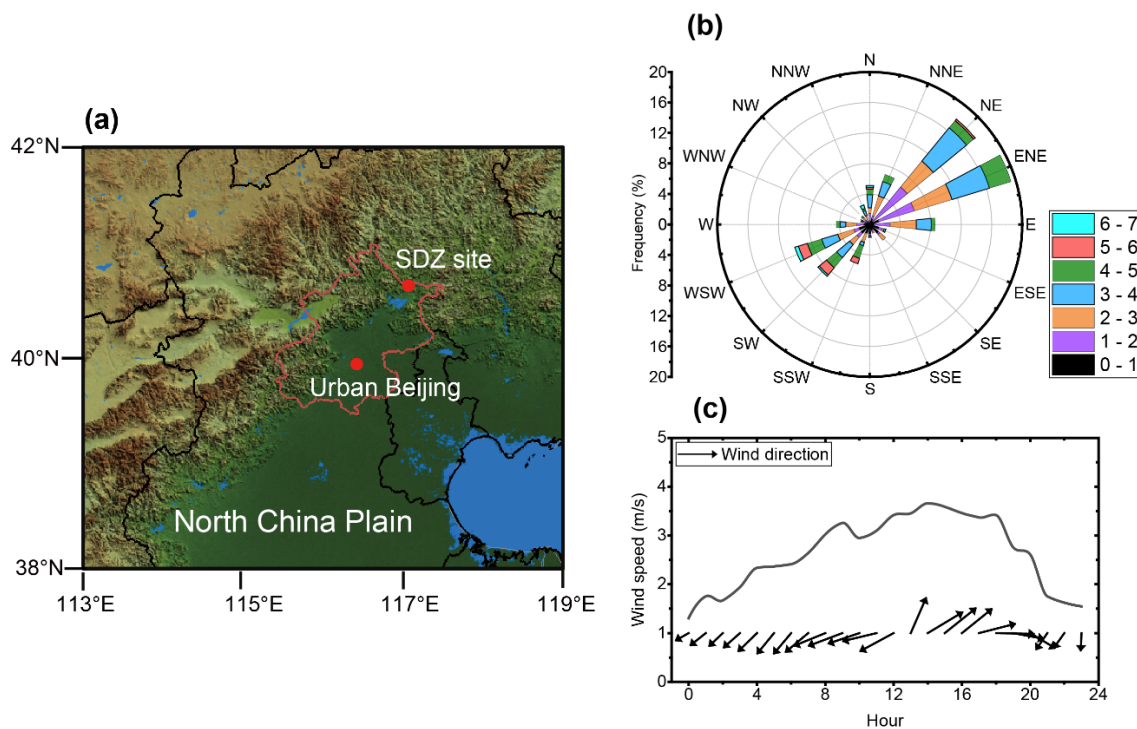 (a)
42°N
40°N
38°N
113°E
115°E
117°E
119°E
SDZ site
Urban Beijing
North China Plain
(b)
Frequency (%)
20
16
12
8
4
0
4
8
12
16
20
N
NNE
NE
ENE
E
ESE
SE
SSE
S
SSW
SW
WSW
W
WNW
NW
NNW
6 - 7
5 - 6
4 - 5
3 - 4
2 - 3
1 - 2
0 - 1
(c)
Wind direction
Wind speed (m/s)
5
4
3
2
1
0
0
4
8
12
16
20
24
Hour